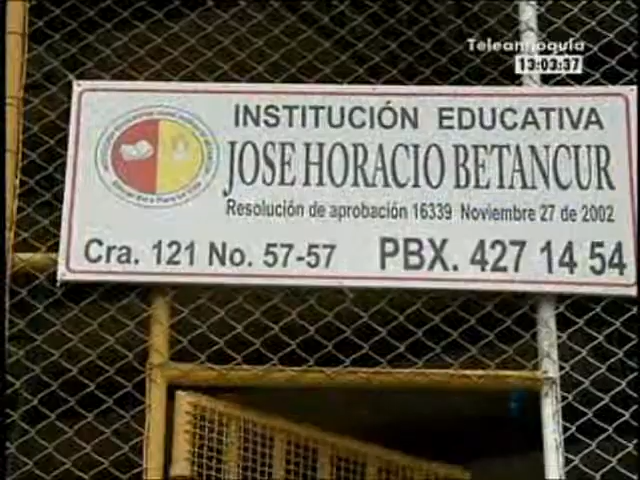 Teleantioquia
13:03:37
INSTITUCIÓN EDUCATIVA
JOSE HORACIO BETANCUR
Resolución de aprobación 16339 Noviembre 27 de 2002
Cra. 121 No. 57-57 PBX. 427 14 54